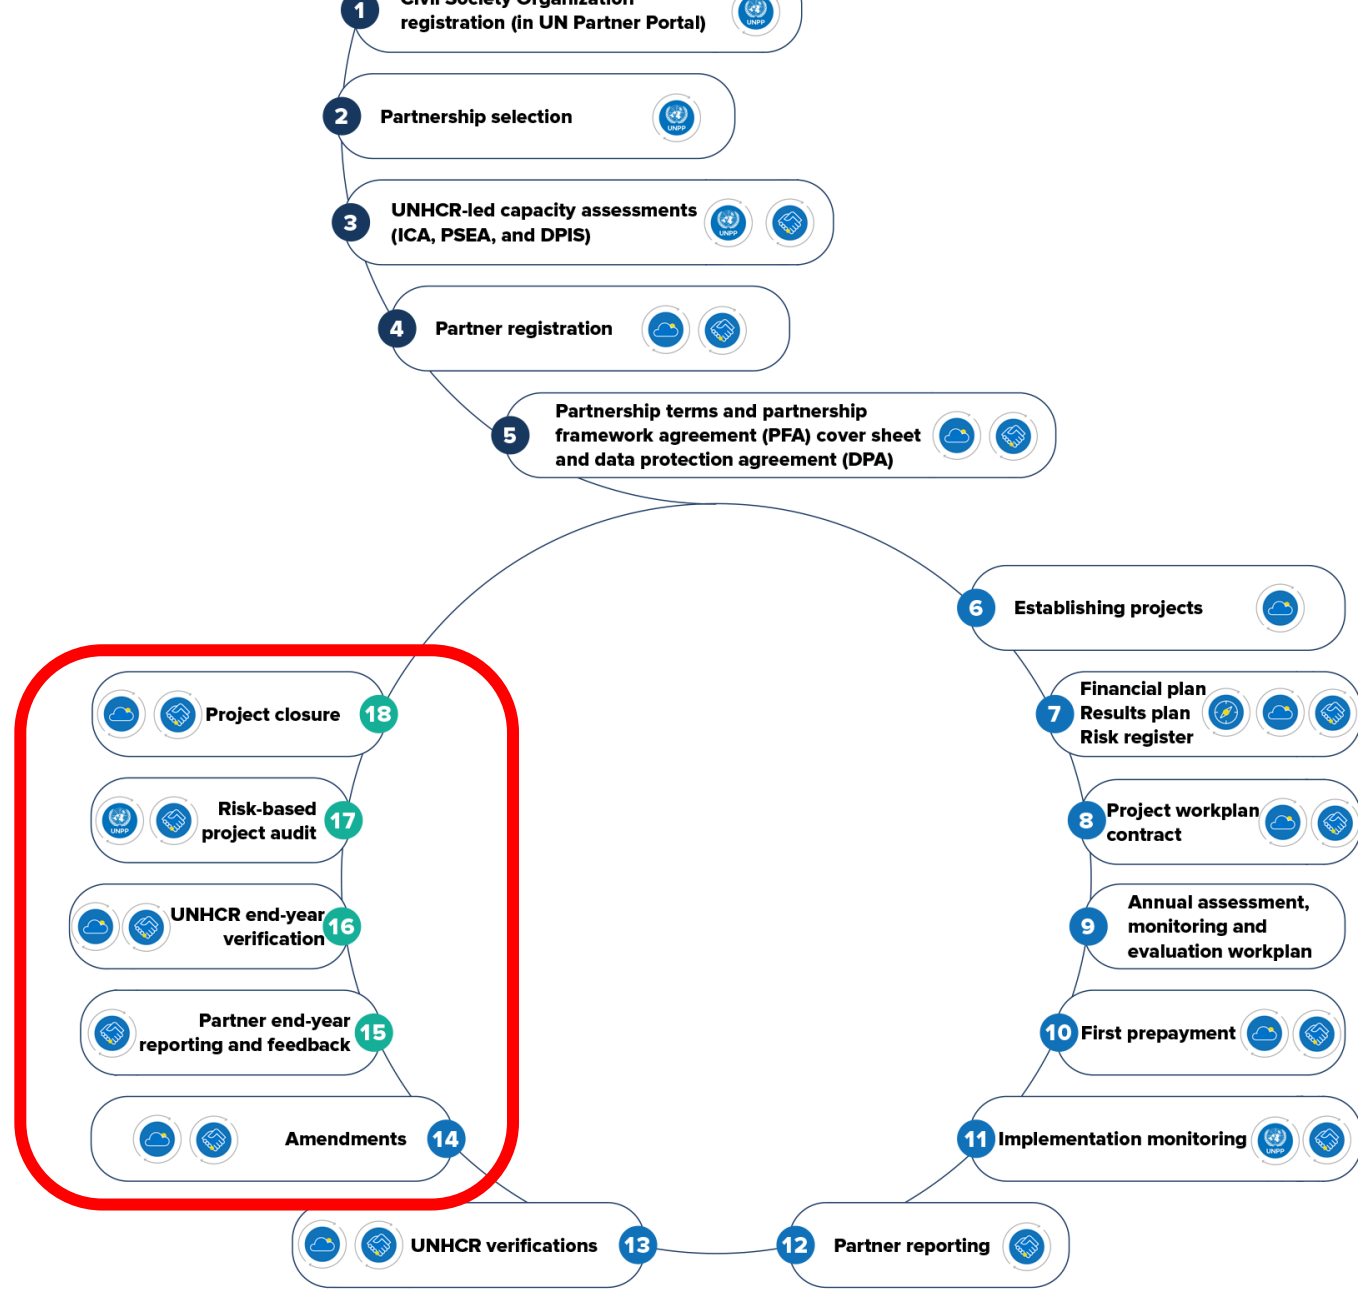 1
Civil Society Organization
registration (in UN Partner Portal)
UNPP
2
Partnership selection
UNPP
3
UNHCR-led capacity assessments
(ICA, PSEA, and DPIS)
UNPP
4
Partner registration
5
Partnership terms and partnership
framework agreement (PFA) cover sheet
and data protection agreement (DPA)
6
Establishing projects
7
Financial plan
Results plan
Risk register
8
Project workplan
contract
9
Annual assessment,
monitoring and
evaluation workplan
10
First prepayment
11
Implementation monitoring
UNPP
12
Partner reporting
13
UNHCR verifications
14
Amendments
15
Partner end-year
reporting and feedback
16
UNHCR end-year
verification
17
Risk-based
project audit
UNPP
18
Project closure